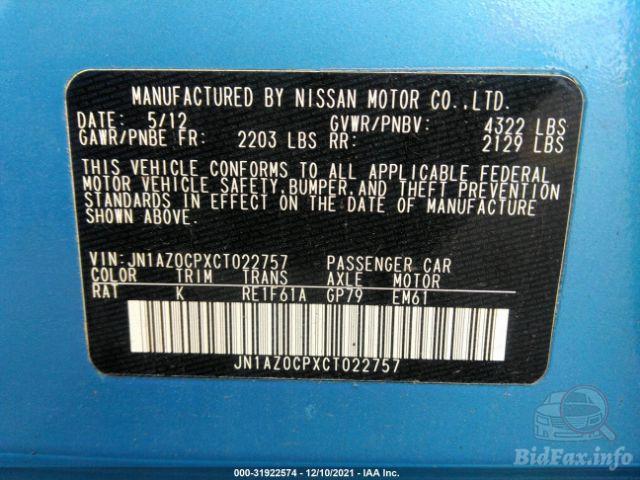 MANUFACTURED BY NISSAN MOTOR CO.,LTD.
DATE: 5/12 GVWR/PNBV: 4322 LBS
GAWR/PNBE FR: 2203 LBS RR: 2129 LBS
THIS VEHICLE CONFORMS TO ALL APPLICABLE FEDERAL
MOTOR VEHICLE SAFETY,BUMPER,AND THEFT PREVENTION
STANDARDS IN EFFECT ON THE DATE OF MANUFACTURE
SHOWN ABOVE.
VIN:JN1AZ0CPXCT022757 PASSENGER CAR
COLOR TRIM TRANS AXLE MOTOR
RAT K RE1F61A GP79 EM61
JN1AZ0CPXCT022757
BidFax.info
000-31922574 - 12/10/2021 - IAA Inc.